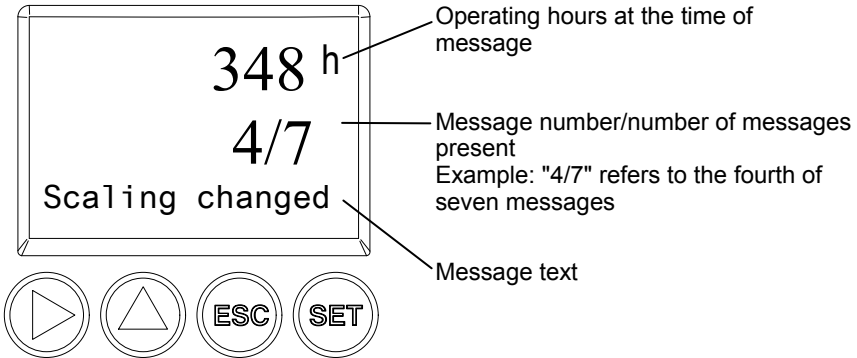 348 h
4/7
Scaling changed
ESC
SET
Operating hours at the time of
message
Message number/number of messages
present
Example: "4/7" refers to the fourth of
seven messages
Message text